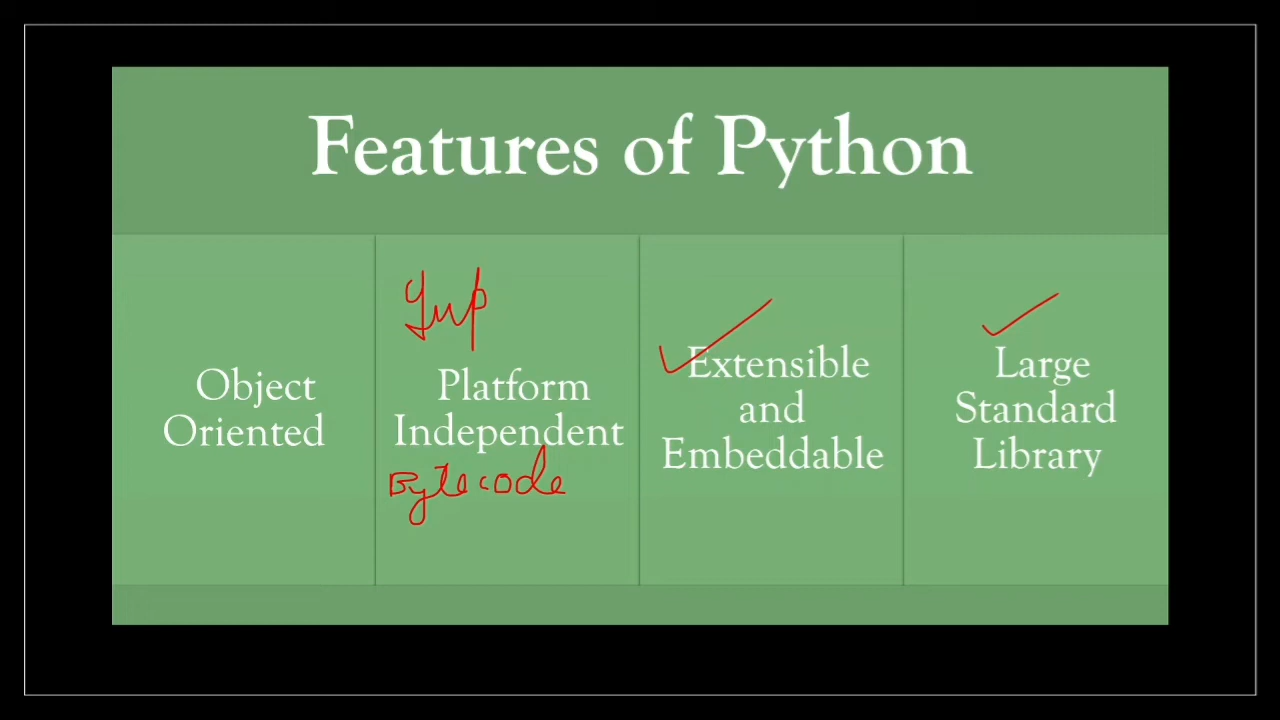 Features of Python
Object
Oriented
Imp
Platform
Independent
Bytecode
Extensible
and
Embeddable
Large
Standard
Library